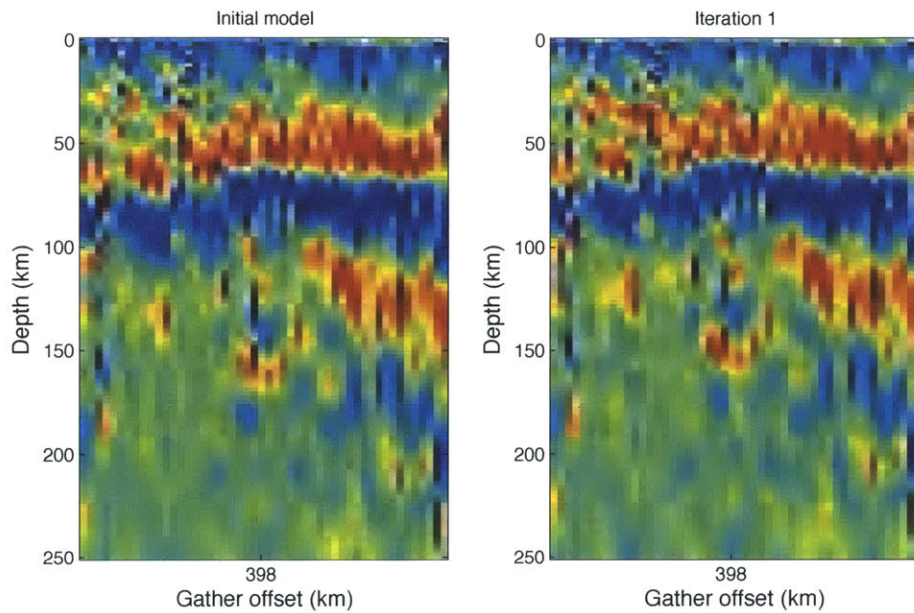 Initial model
0
50
100
150
200
250
Depth (km)
398
Gather offset (km)
Iteration 1
0
50
100
150
200
250
Depth (km)
398
Gather offset (km)